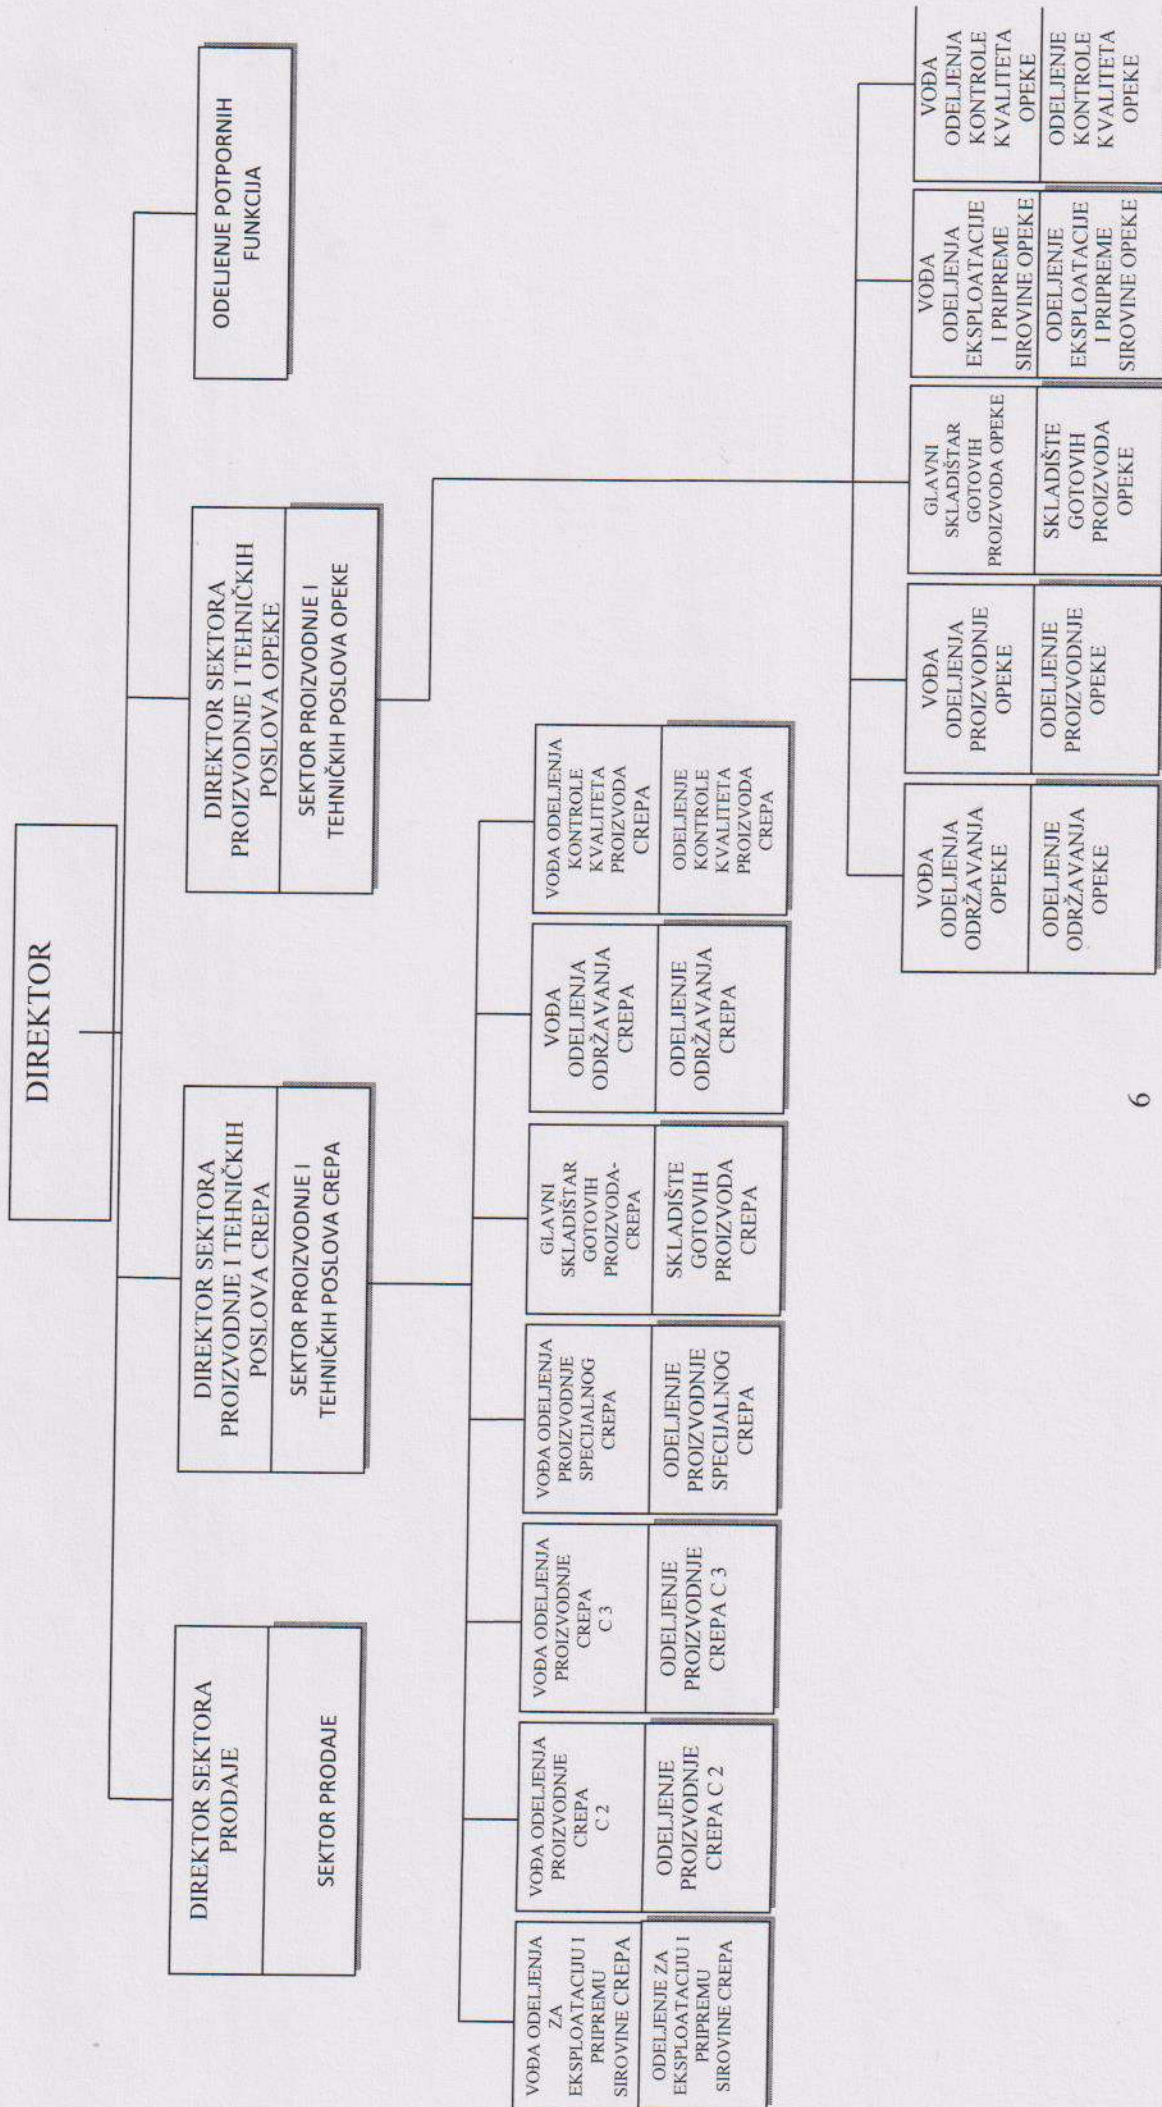 DIREKTOR
DIREKTOR SEKTORA
PRODAJE
SEKTOR PRODAJE
DIREKTOR SEKTORA
PROIZVODNJE I TEHNIČKIH
POSLOVA CREPA
SEKTOR PROIZVODNJE I
TEHNIČKIH POSLOVA CREPA
DIREKTOR SEKTORA
PROIZVODNJE I TEHNIČKIH
POSLOVA OPEKE
SEKTOR PROIZVODNJE I
TEHNIČKIH POSLOVA OPEKE
ODELJENJE POTPORNIH
FUNKCIJA
VOĐA ODELJENJA
ZA
EKSPLOATACIJU I
PRIPREMU
SIROVINE CREPA
ODELJENJE ZA
EKSPLOATACIJU I
PRIPREMU
SIROVINE CREPA
VOĐA ODELJENJA
PROIZVODNJE
CREPA
C 2
ODELJENJE
PROIZVODNJE
CREPA C 2
VOĐA ODELJENJA
PROIZVODNJE
CREPA
C 3
ODELJENJE
PROIZVODNJE
CREPA C 3
VOĐA ODELJENJA
PROIZVODNJE
SPECIJALNOG
CREPA
ODELJENJE
PROIZVODNJE
SPECIJALNOG
CREPA
GLAVNI
SKLADIŠTAR
GOTOVIH
PROIZVODA-
CREPA
SKLADIŠTE
GOTOVIH
PROIZVODA
CREPA
VOĐA
ODELJENJA
ODRŽAVANJA
CREPA
ODELJENJE
ODRŽAVANJA
CREPA
VOĐA ODELJENJA
KONTROLE
KVALITETA
PROIZVODA
CREPA
ODELJENJE
KONTROLE
KVALITETA
PROIZVODA
CREPA
VOĐA
ODELJENJA
ODRŽAVANJA
OPEKE
ODELJENJE
ODRŽAVANJA
OPEKE
VOĐA
ODELJENJA
PROIZVODNJE
OPEKE
ODELJENJE
PROIZVODNJE
OPEKE
GLAVNI
SKLADIŠTAR
GOTOVIH
PROIZVODA OPEKE
SKLADIŠTE
GOTOVIH
PROIZVODA
OPEKE
VOĐA
ODELJENJA
EKSPLOATACIJE
I PRIPREME
SIROVINE OPEKE
ODELJENJE
EKSPLOATACIJE
I PRIPREME
SIROVINE OPEKE
VOĐA
ODELJENJA
KONTROLE
KVALITETA
OPEKE
ODELJENJE
KONTROLE
KVALITETA
OPEKE
6